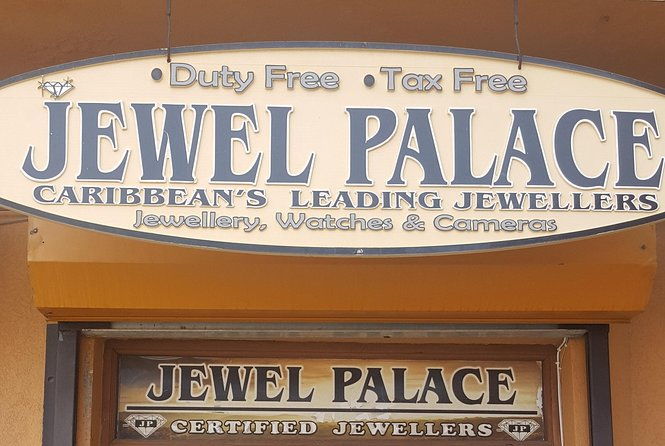 • Duty Free • Tax Free
JEWEL PALACE
CARIBBEAN'S LEADING JEWELLERS
Jewellery, Watches & Cameras
JEWEL PALACE
JP CERTIFIED JEWELLERS JP